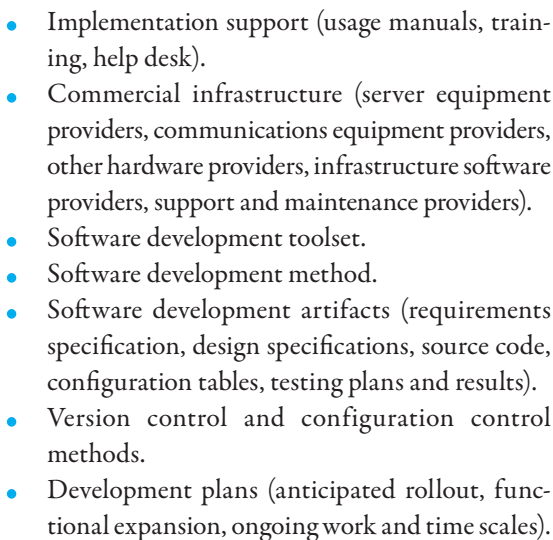 • Implementation support (usage manuals, train-
ing, help desk).
• Commercial infrastructure (server equipment
providers, communications equipment providers,
other hardware providers, infrastructure software
providers, support and maintenance providers).
• Software development toolset.
• Software development method.
• Software development artifacts (requirements
specification, design specifications, source code,
configuration tables, testing plans and results).
• Version control and configuration control
methods.
• Development plans (anticipated rollout, func-
tional expansion, ongoing work and time scales).